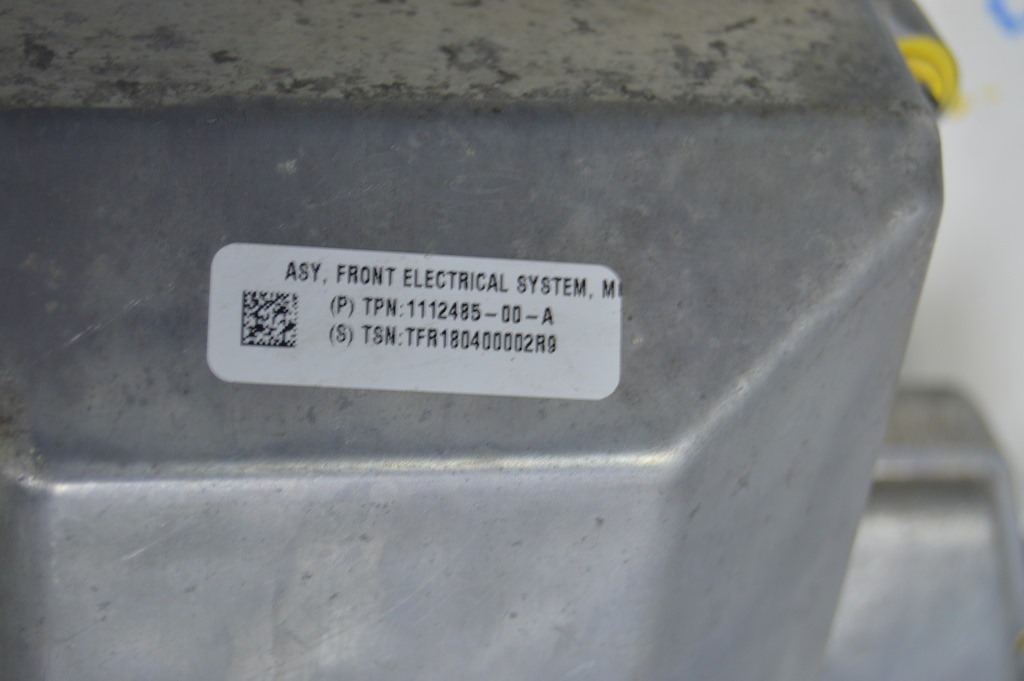 ASY, FRONT ELECTRICAL SYSTEM,
(P) TPN:1112485-00-A
(S) TSN:TFR180400002R9